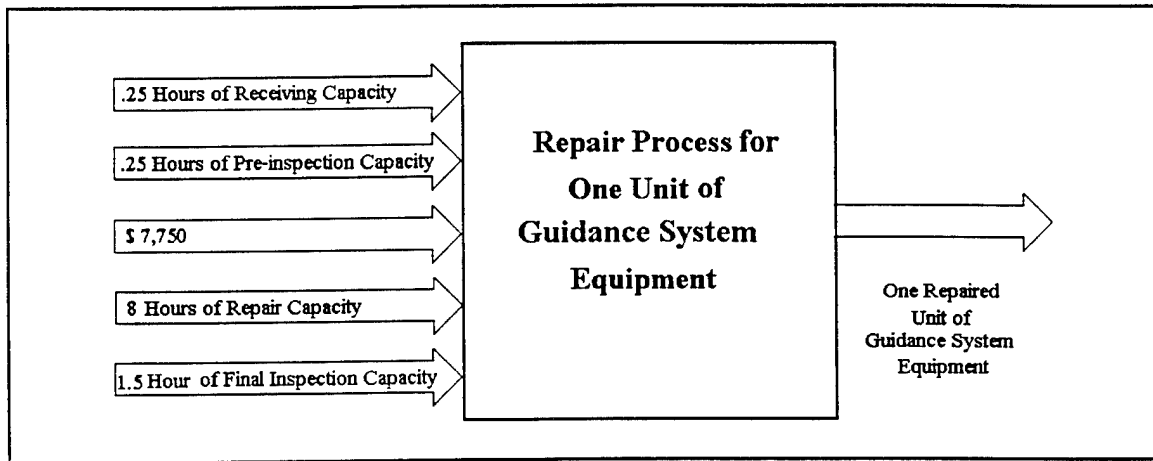 .25 Hours of Receiving Capacity
.25 Hours of Pre-inspection Capacity
$ 7,750
8 Hours of Repair Capacity
1.5 Hour of Final Inspection Capacity
Repair Process for
One Unit of
Guidance System
Equipment
One Repaired
Unit of
Guidance System
Equipment